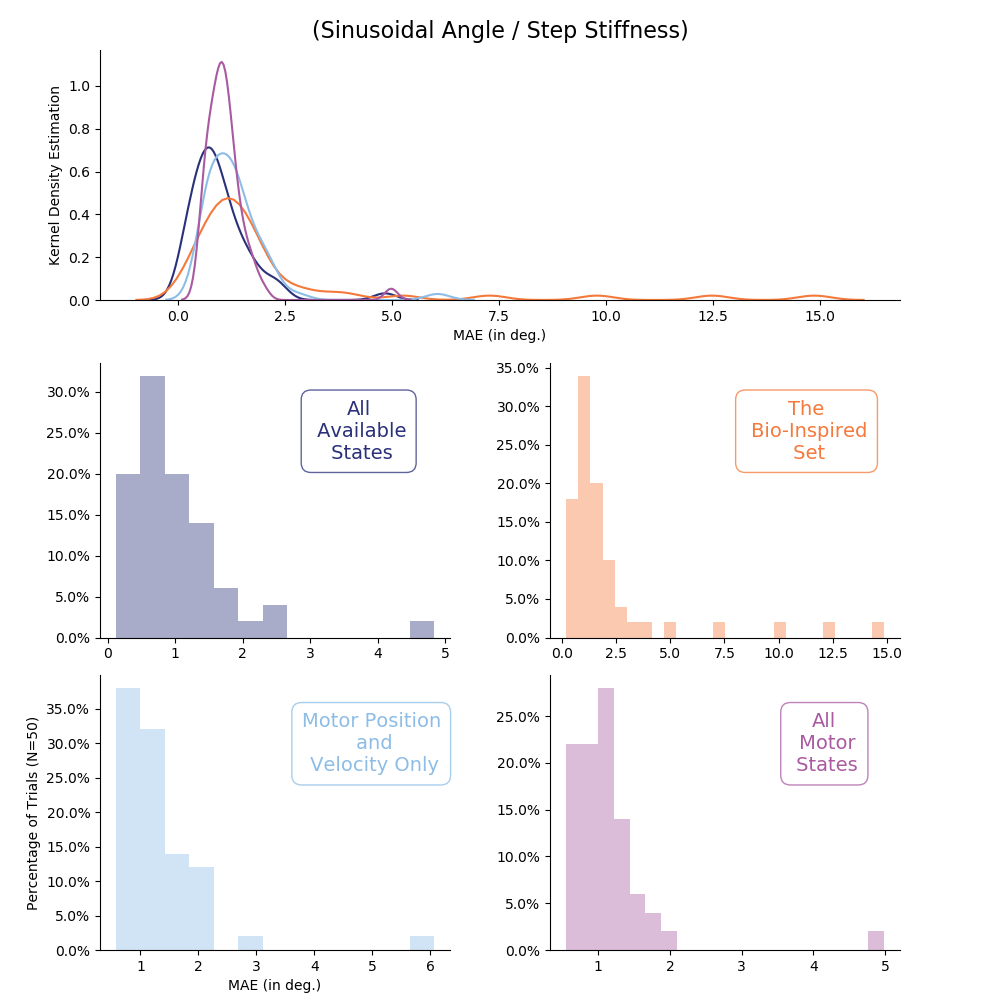 (Sinusoidal Angle / Step Stiffness)
Kernel Density Estimation
1.0
0.8
0.6
0.4
0.2
0.0
0.0 2.5 5.0 7.5 10.0 12.5 15.0
MAE (in deg.)
30.0%
25.0%
20.0%
15.0%
10.0%
5.0%
0.0%
0 1 2 3 4 5
All
Available
States
35.0%
30.0%
25.0%
20.0%
15.0%
10.0%
5.0%
0.0%
0.0 2.5 5.0 7.5 10.0 12.5 15.0
The
Bio-Inspired
Set
Percentage of Trials (N=50)
35.0%
30.0%
25.0%
20.0%
15.0%
10.0%
5.0%
0.0%
1 2 3 4 5 6
MAE (in deg.)
Motor Position
and
Velocity Only
25.0%
20.0%
15.0%
10.0%
5.0%
0.0%
1 2 3 4 5
All
Motor
States